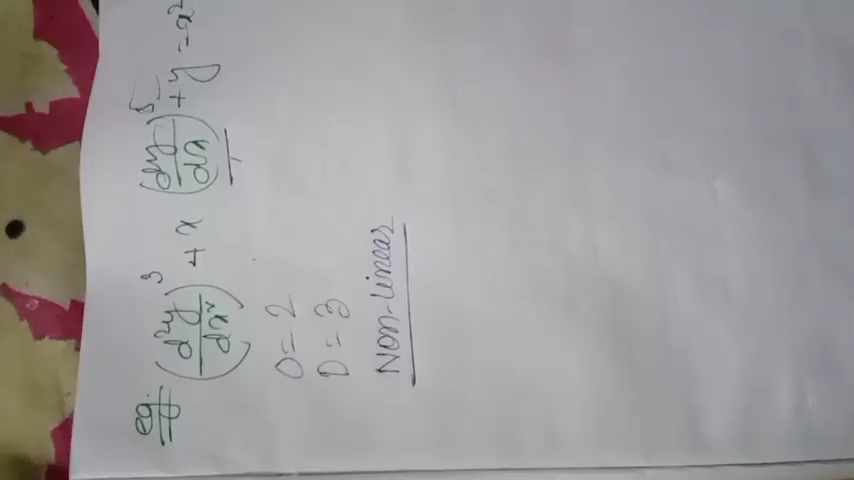 eg. (d²y/dx²)³ + x (dy/dx)⁵ + y = x²
O = 2
D = 3
Non-linear